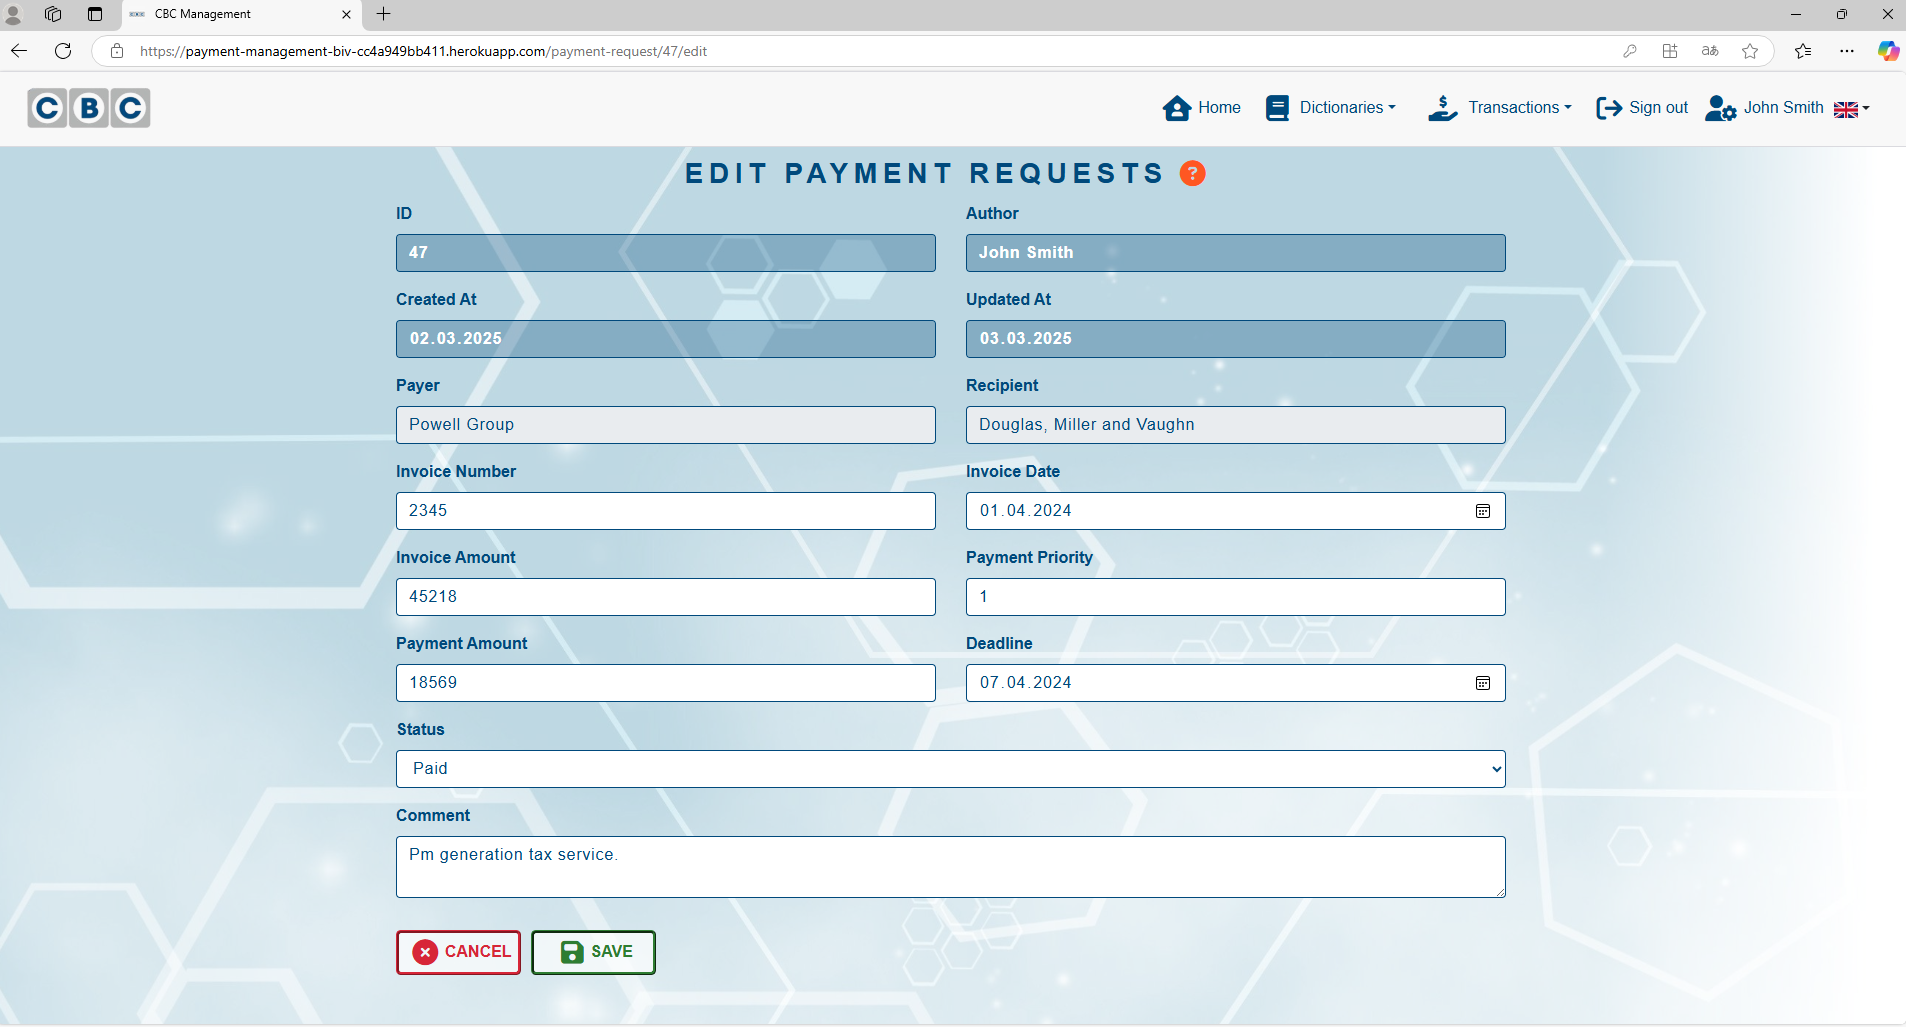 CBC Management
https://payment-management-biv-cc4a949bb411.herokuapp.com/payment-request/47/edit
CBC
Home
Dictionaries
Transactions
Sign out
John Smith
EDIT PAYMENT REQUESTS ?
ID
Author
47
John Smith
Created At
Updated At
02.03.2025
03.03.2025
Payer
Recipient
Powell Group
Douglas, Miller and Vaughn
Invoice Number
Invoice Date
2345
01.04.2024
Invoice Amount
Payment Priority
45218
1
Payment Amount
Deadline
18569
07.04.2024
Status
Paid
Comment
Pm generation tax service.
CANCEL
SAVE